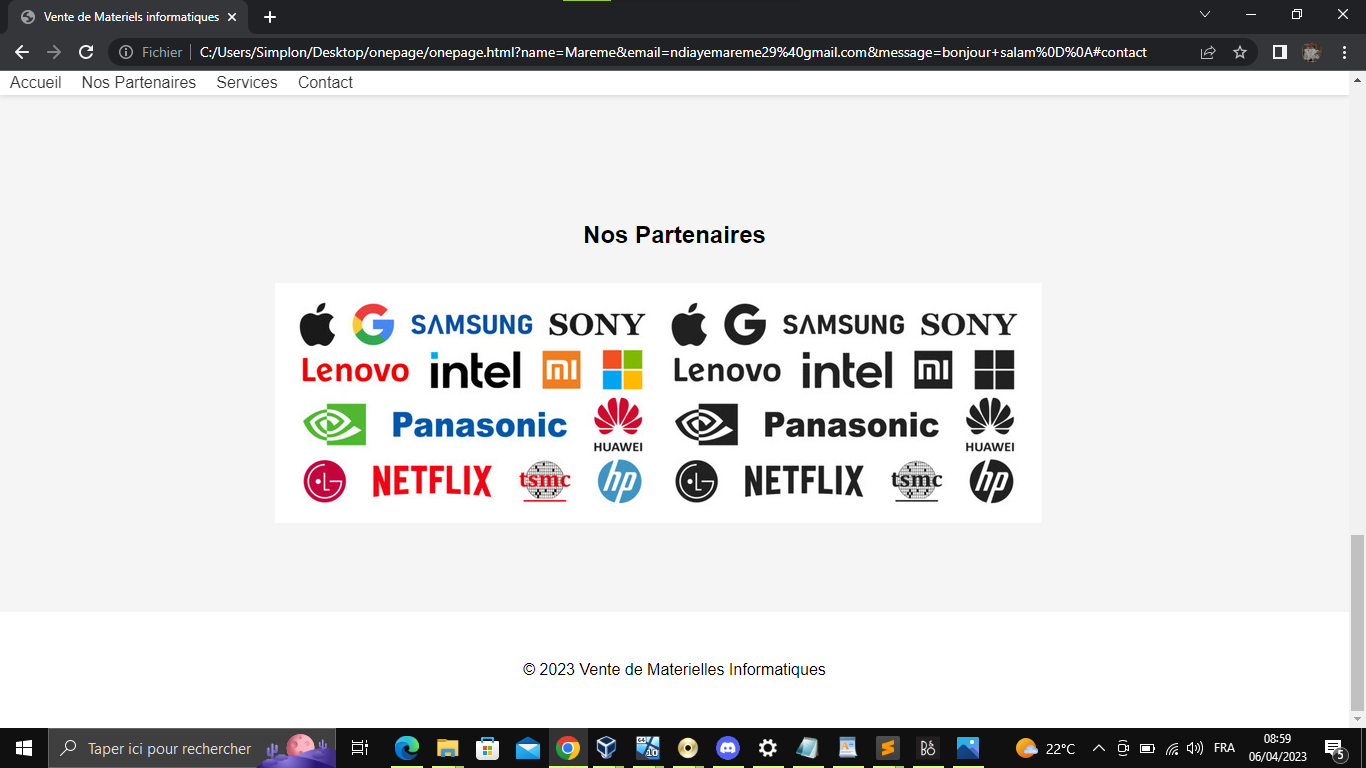 Vente de Materiels informatiques
Fichier C:/Users/Simplon/Desktop/onepage/onepage.html?name=Mareme&email=ndiayemareme29%40gmail.com&message=bonjour+salam%0D%0A#contact
Accueil Nos Partenaires Services Contact
Nos Partenaires
SAMSUNG SONY G SAMSUNG SONY
Lenovo intel mi Lenovo intel mi
Panasonic HUAWEI Panasonic HUAWEI
LG NETFLIX tsmc hp LG NETFLIX tsmc hp
© 2023 Vente de Materielles Informatiques
Taper ici pour rechercher 22°C FRA 08:59
06/04/2023 5